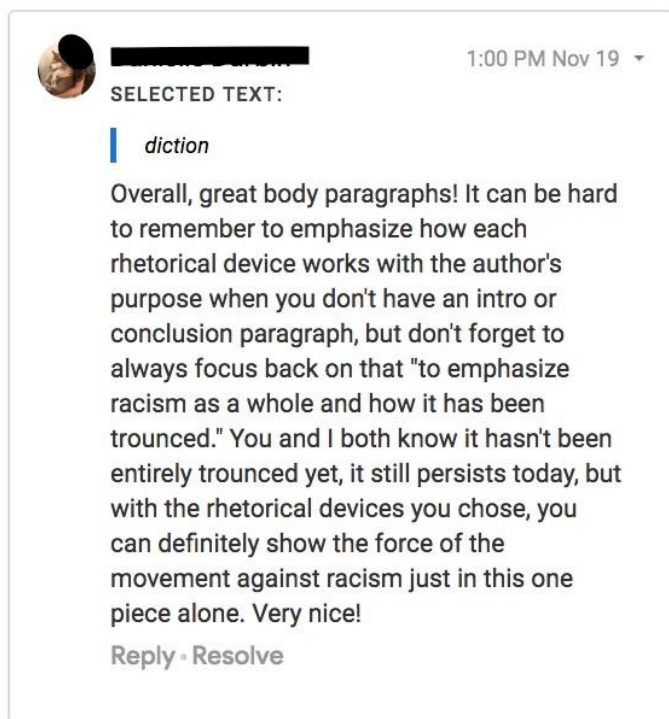 1:00 PM Nov 19
SELECTED TEXT:
diction
Overall, great body paragraphs! It can be hard
to remember to emphasize how each
rhetorical device works with the author's
purpose when you don't have an intro or
conclusion paragraph, but don't forget to
always focus back on that "to emphasize
racism as a whole and how it has been
trounced." You and I both know it hasn't been
entirely trounced yet, it still persists today, but
with the rhetorical devices you chose, you
can definitely show the force of the
movement against racism just in this one
piece alone. Very nice!
Reply • Resolve